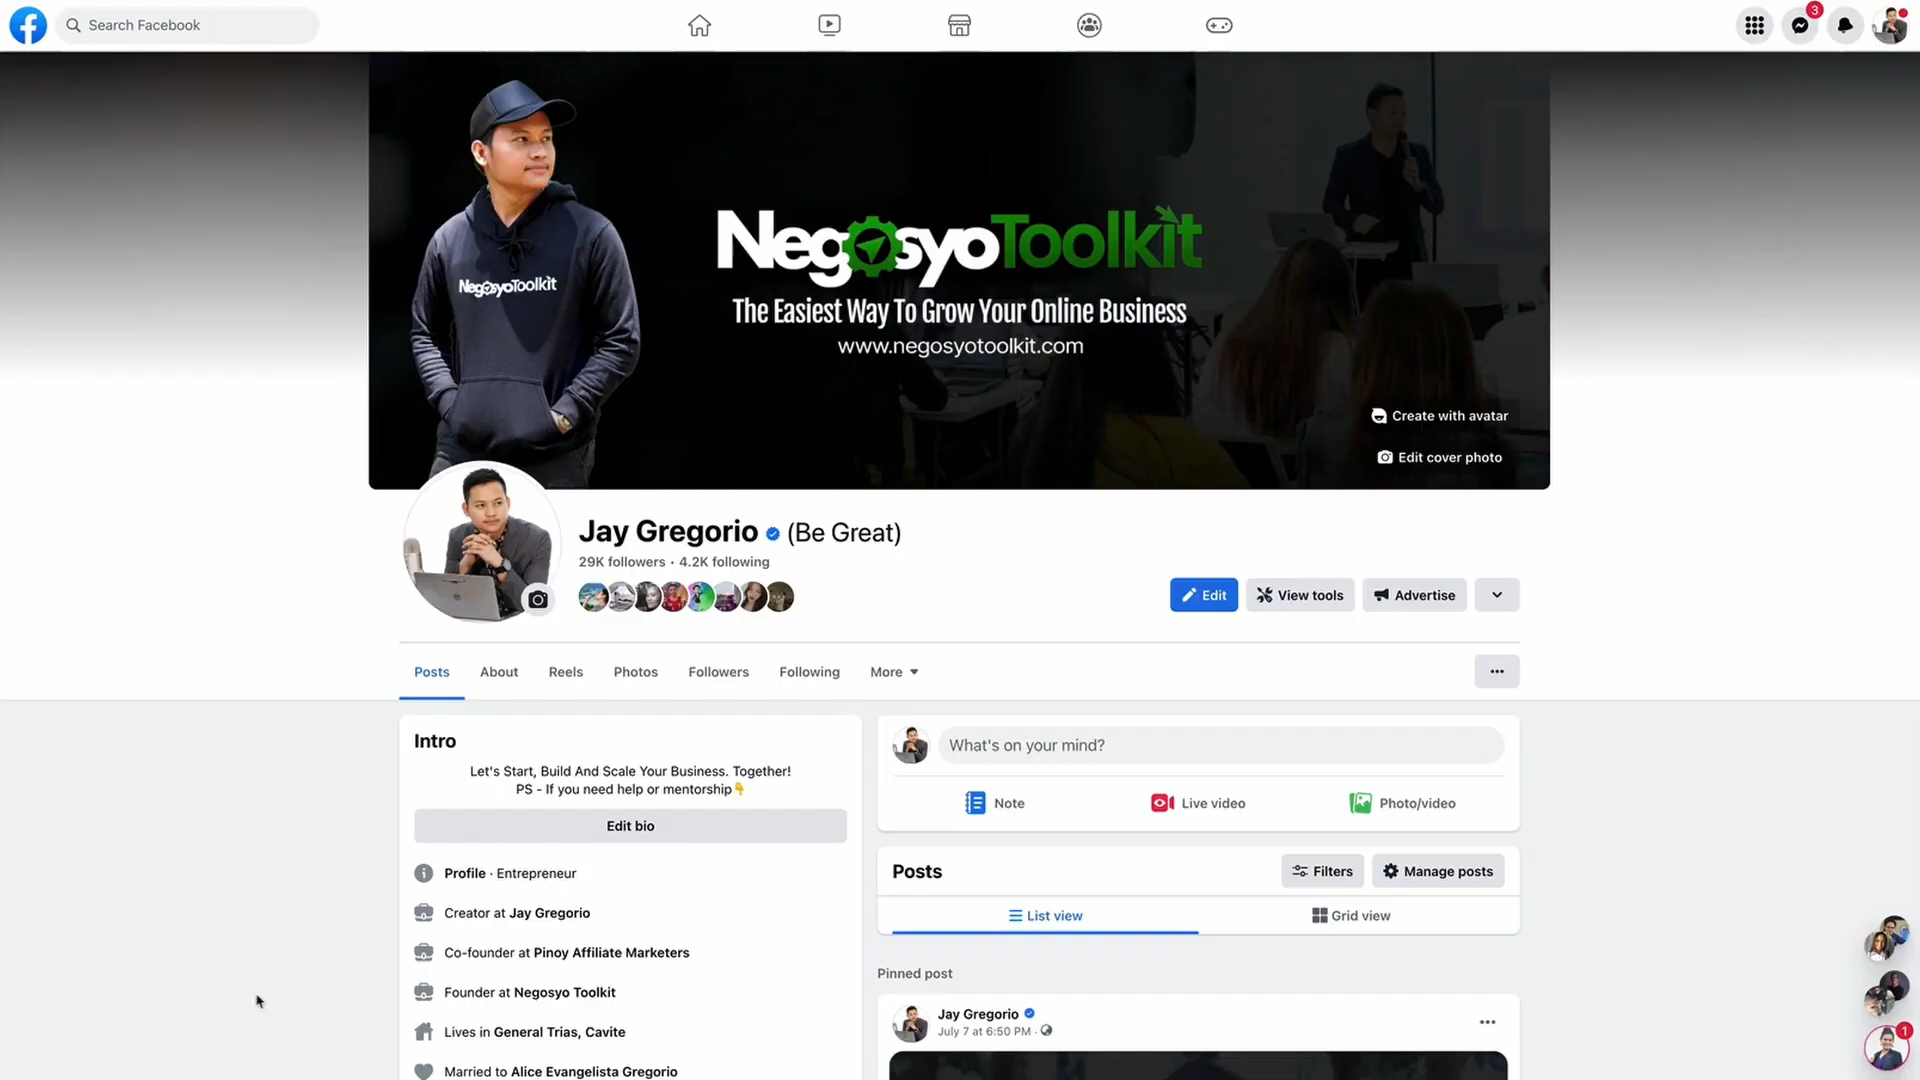 Search Facebook
3
NegosyoToolkit
NegosyoToolkit
The Easiest Way To Grow Your Online Business
www.negosyotoolkit.com
Create with avatar
Edit cover photo
Jay Gregorio (Be Great)
29K followers • 4.2K following
Edit
View tools
Advertise
Posts
About
Reels
Photos
Followers
Following
More
Intro
Let's Start, Build And Scale Your Business. Together!
PS - If you need help or mentorship👇
Edit bio
Profile · Entrepreneur
Creator at Jay Gregorio
Co-founder at Pinoy Affiliate Marketers
Founder at Negosyo Toolkit
Lives in General Trias, Cavite
Married to Alice Evangelista Gregorio
What's on your mind?
Note
Live video
Photo/video
Posts
Filters
Manage posts
List view
Grid view
Pinned post
Jay Gregorio
July 7 at 6:50 PM ·
1